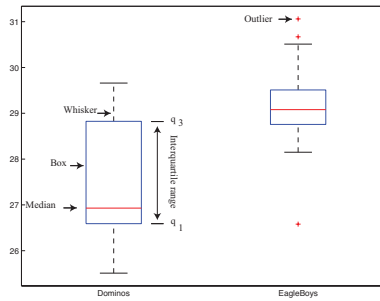 Outlier
31
30
Whisker
q 3
29
Interquartile range
28
Box
27
Median
q 1
26
Dominos
EagleBoys